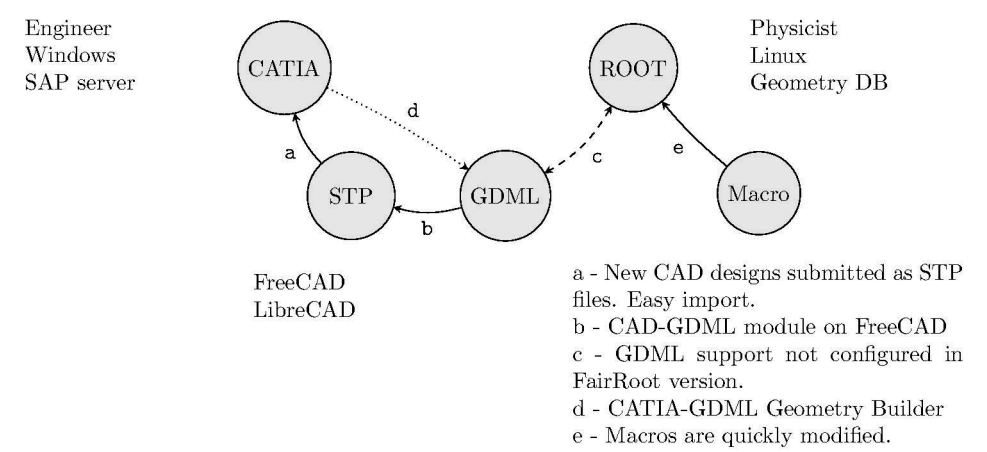 Engineer
Windows
SAP server
Physicist
Linux
Geometry DB
CATIA
ROOT
d
a
c
e
STP
GDML
Macro
b
FreeCAD
LibreCAD
a - New CAD designs submitted as STP
files. Easy import.
b - CAD-GDML module on FreeCAD
c - GDML support not configured in
FairRoot version.
d - CATIA-GDML Geometry Builder
e - Macros are quickly modified.